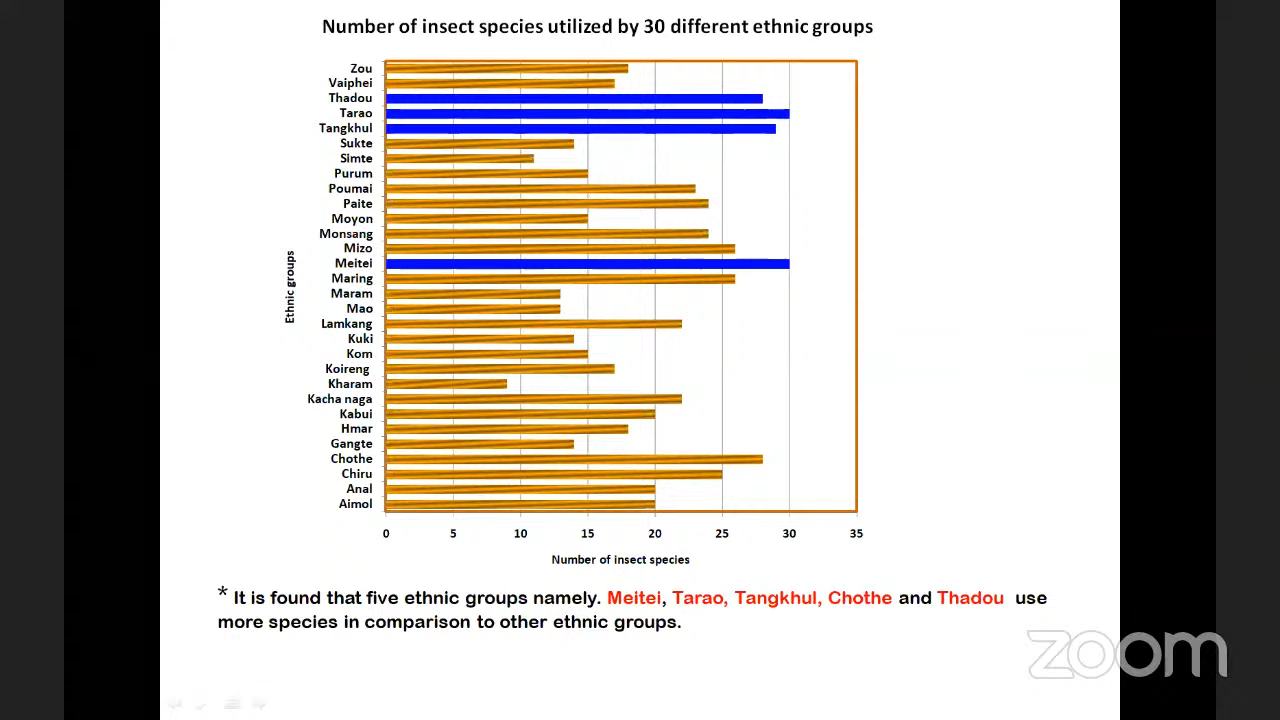 Number of insect species utilized by 30 different ethnic groups
Zou
Vaiphei
Thadou
Tarao
Tangkhul
Sukte
Simte
Purum
Poumai
Paite
Moyon
Monsang
Mizo
Meitei
Maring
Maram
Mao
Lamkang
Kuki
Kom
Koireng
Kharam
Kacha naga
Kabui
Hmar
Gangte
Chothe
Chiru
Anal
Aimol
Ethnic groups
0 5 10 15 20 25 30 35
Number of insect species
* It is found that five ethnic groups namely. Meitei, Tarao, Tangkhul, Chothe and Thadou use
more species in comparison to other ethnic groups.
zoom